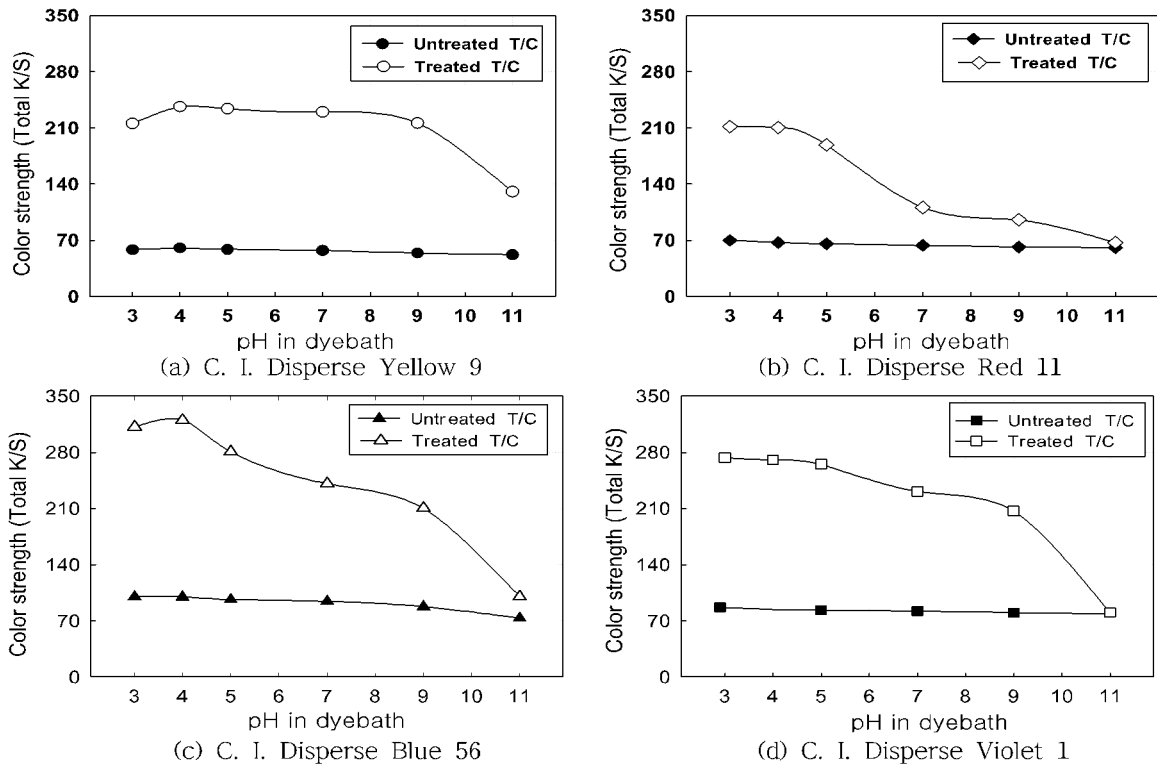 Color strength (Total K/S)
350
280
210
140
70
0
Untreated T/C
Treated T/C
3 4 5 6 7 8 9 10 11
pH in dyebath
(a) C. I. Disperse Yellow 9
Color strength (Total K/S)
350
280
210
140
70
0
Untreated T/C
Treated T/C
3 4 5 6 7 8 9 10 11
pH in dyebath
(b) C. I. Disperse Red 11
Color strength (Total K/S)
350
280
210
140
70
0
Untreated T/C
Treated T/C
3 4 5 6 7 8 9 10 11
pH in dyebath
(c) C. I. Disperse Blue 56
Color strength (Total K/S)
350
280
210
140
70
0
Untreated T/C
Treated T/C
3 4 5 6 7 8 9 10 11
pH in dyebath
(d) C. I. Disperse Violet 1